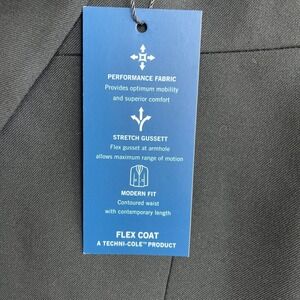 PERFORMANCE FABRIC
Provides optimum mobility
and superior comfort
STRETCH GUSSETT
Flex gusset at armhole
allows maximum range of motion
MODERN FIT
Contoured waist
with contemporary length
FLEX COAT
A TECHNI-COLE™ PRODUCT